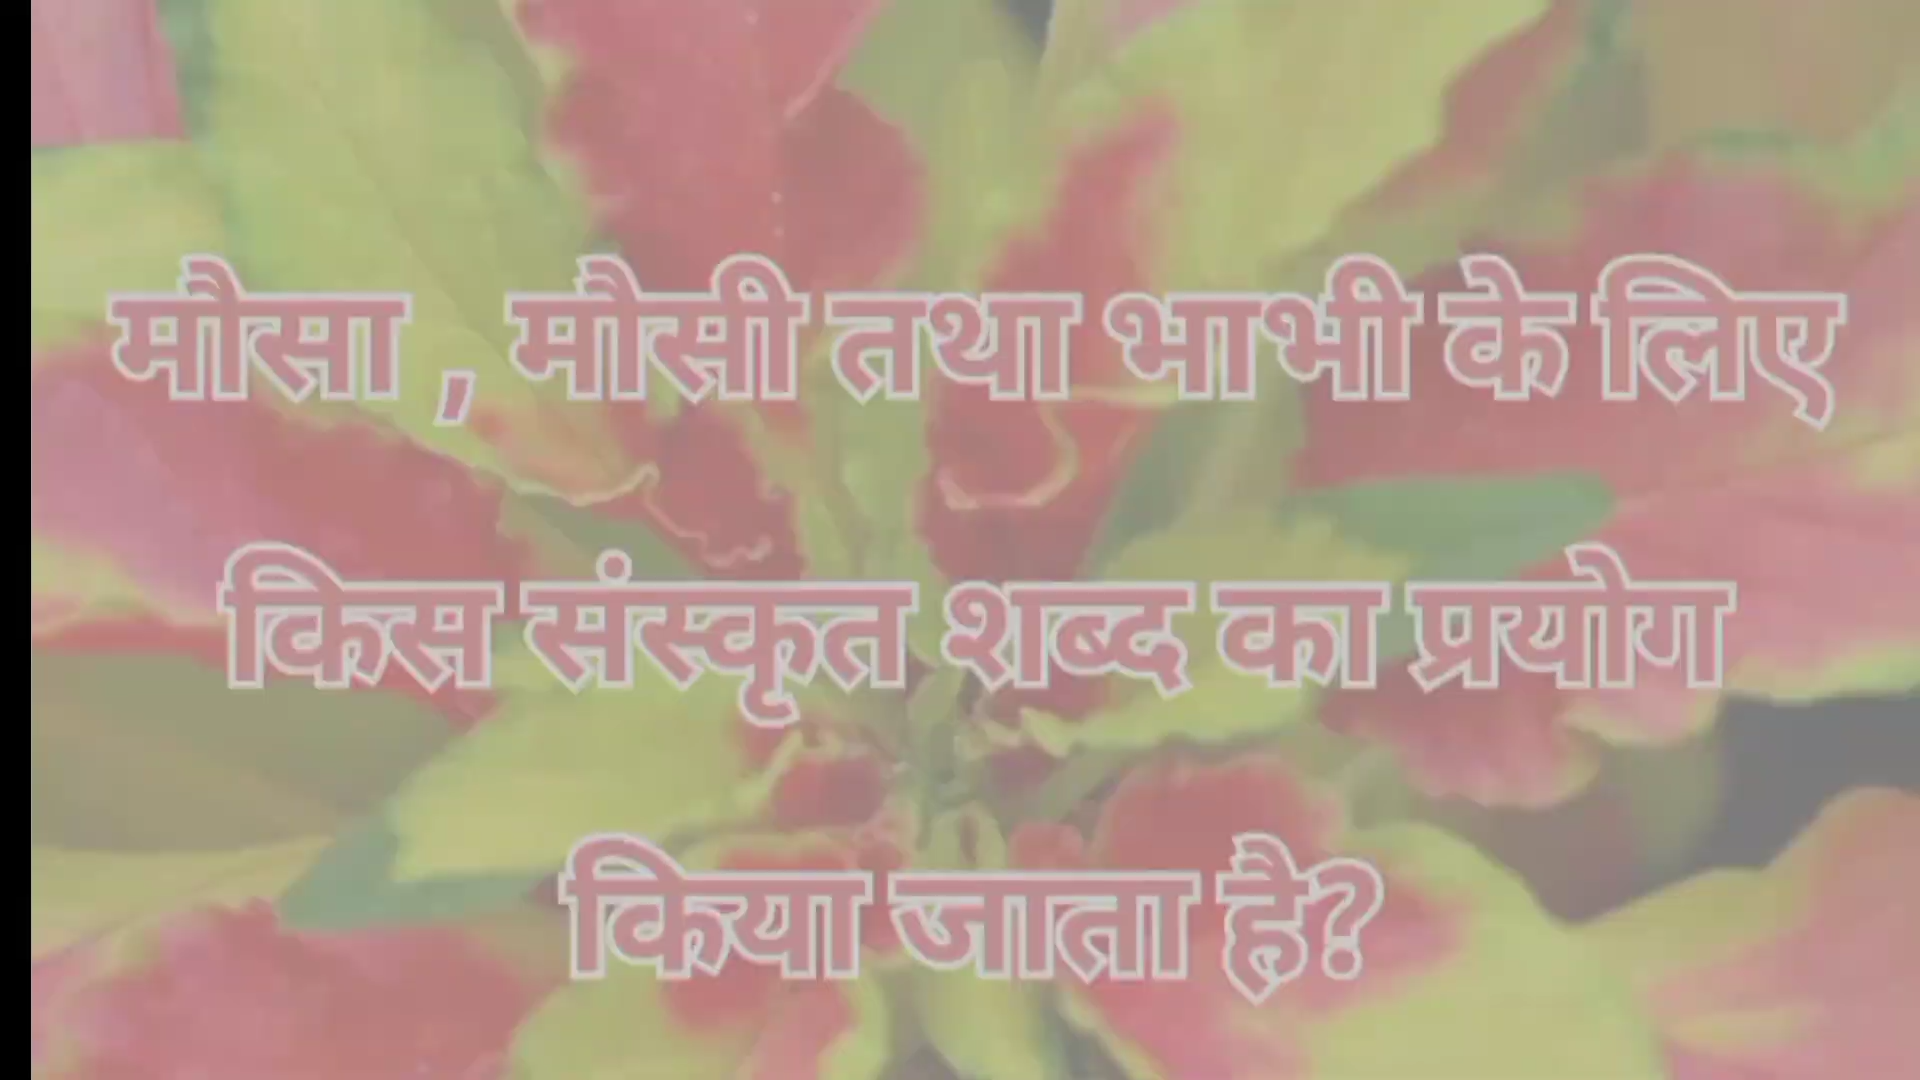 मौसा , मौसी तथा भाभी के लिए
किस संस्कृत शब्द का प्रयोग
किया जाता है?